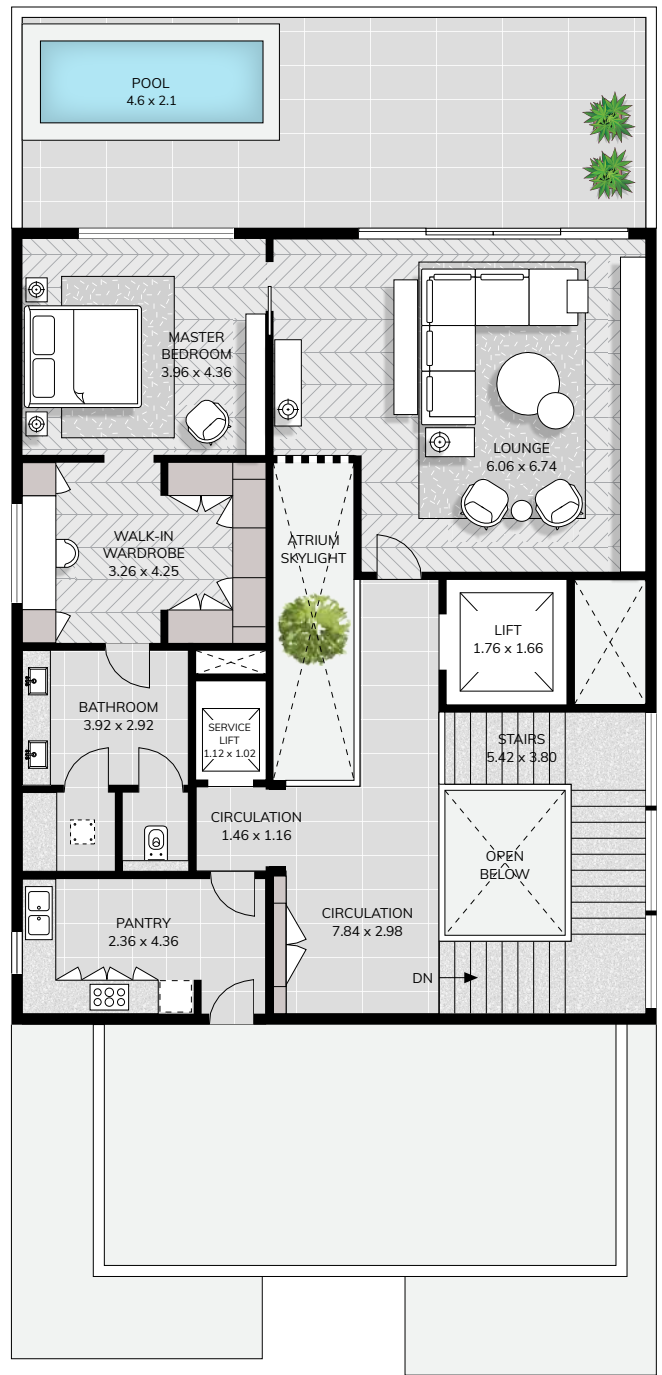 POOL
4.6 x 2.1
MASTER
BEDROOM
3.96 x 4.36
LOUNGE
6.06 x 6.74
WALK-IN
WARDROBE
3.26 x 4.25
ATRIUM
SKYLIGHT
LIFT
1.76 x 1.66
BATHROOM
3.92 x 2.92
SERVICE
LIFT
1.12 x 1.02
STAIRS
5.42 x 3.80
CIRCULATION
1.46 x 1.16
OPEN
BELOW
PANTRY
2.36 x 4.36
CIRCULATION
7.84 x 2.98
DN